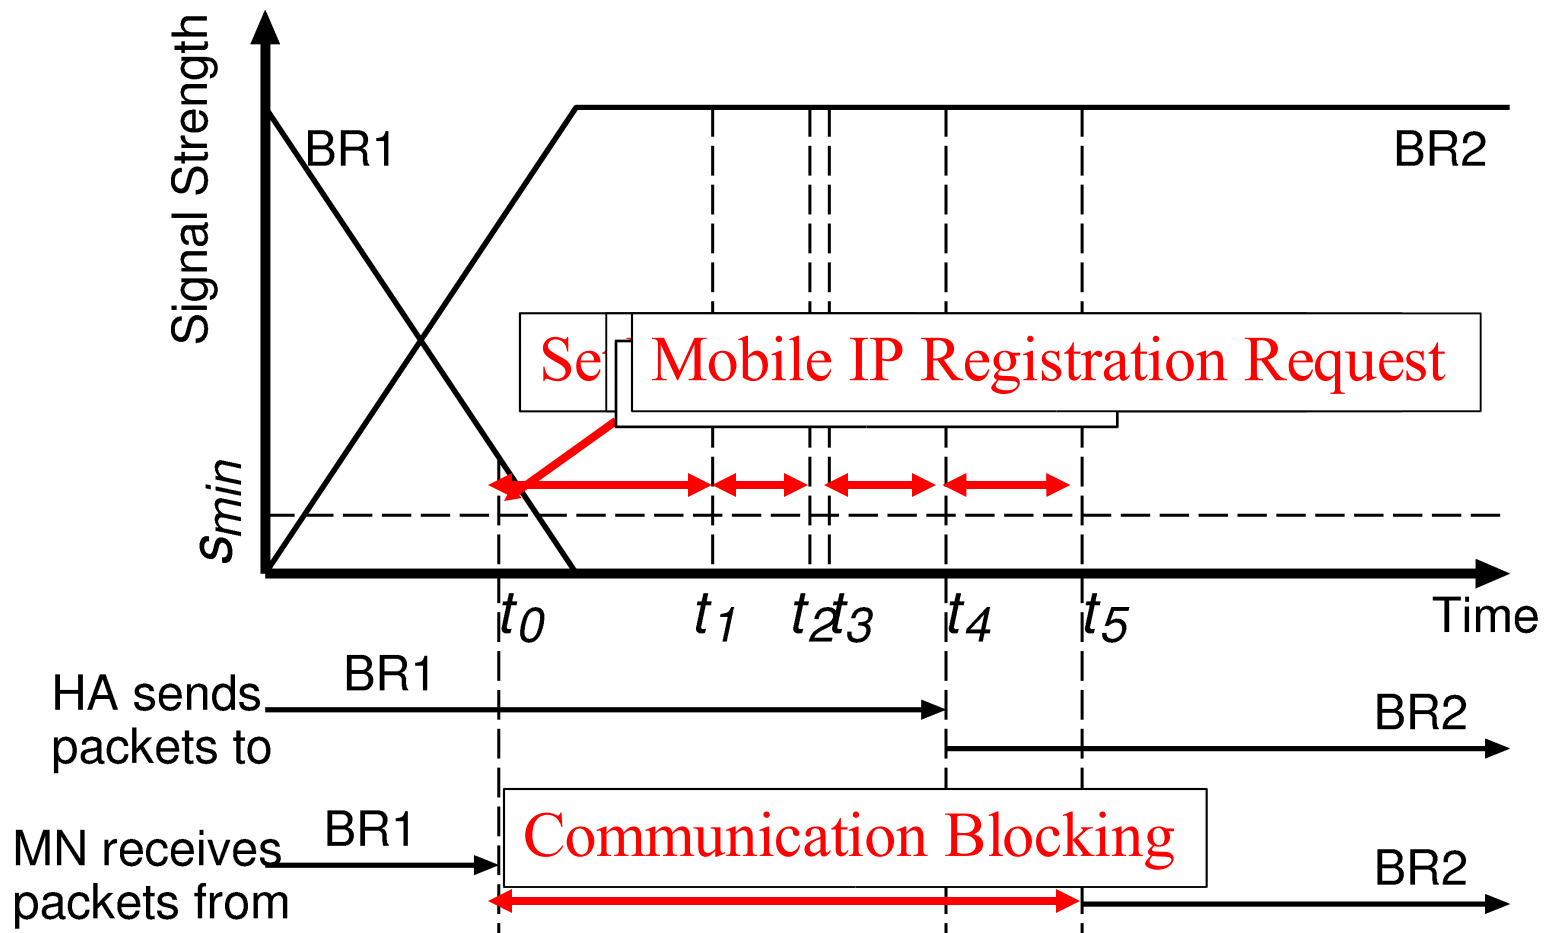 Signal Strength
BR1
BR2
Mobile IP Registration Request
smin
t0
t1
t2
t3
t4
t5
Time
HA sends
packets to
BR1
BR2
MN receives
packets from
BR1
Communication Blocking
BR2